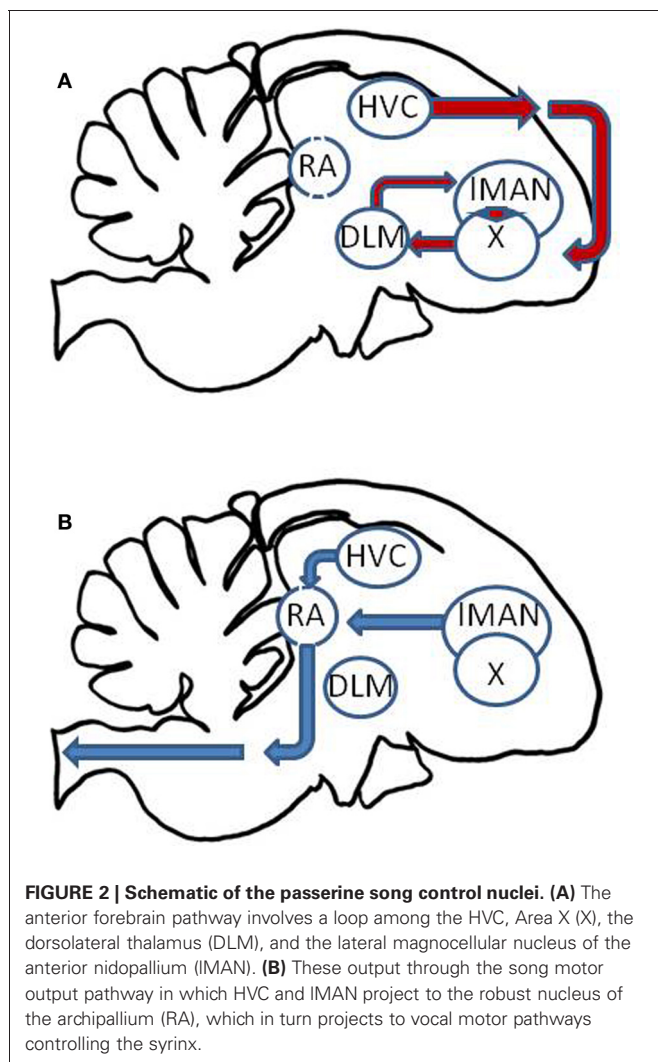 A
HVC
RA
lMAN
DLM
X
B
HVC
RA
lMAN
DLM
X
FIGURE 2 | Schematic of the passerine song control nuclei. (A) The
anterior forebrain pathway involves a loop among the HVC, Area X (X), the
dorsolateral thalamus (DLM), and the lateral magnocellular nucleus of the
anterior nidopallium (lMAN). (B) These output through the song motor
output pathway in which HVC and lMAN project to the robust nucleus of
the archipallium (RA), which in turn projects to vocal motor pathways
controlling the syrinx.